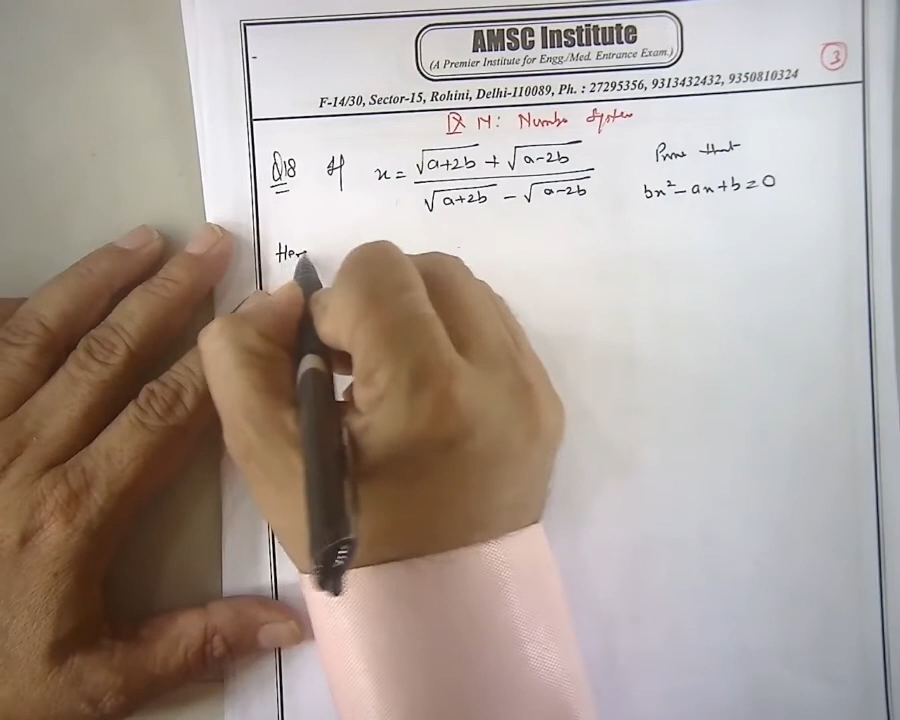 AMSC Institute
(A Premier Institute for Engg./Med. Entrance Exam.)
3
F-14/30, Sector-15, Rohini, Delhi-110089, Ph. : 27295356, 9313432432, 9350810324
IX M: Number System
Q18 If x = (√(a+2b) + √(a-2b)) / (√(a+2b) - √(a-2b)) Prove that
bx² - ax + b = 0
Her